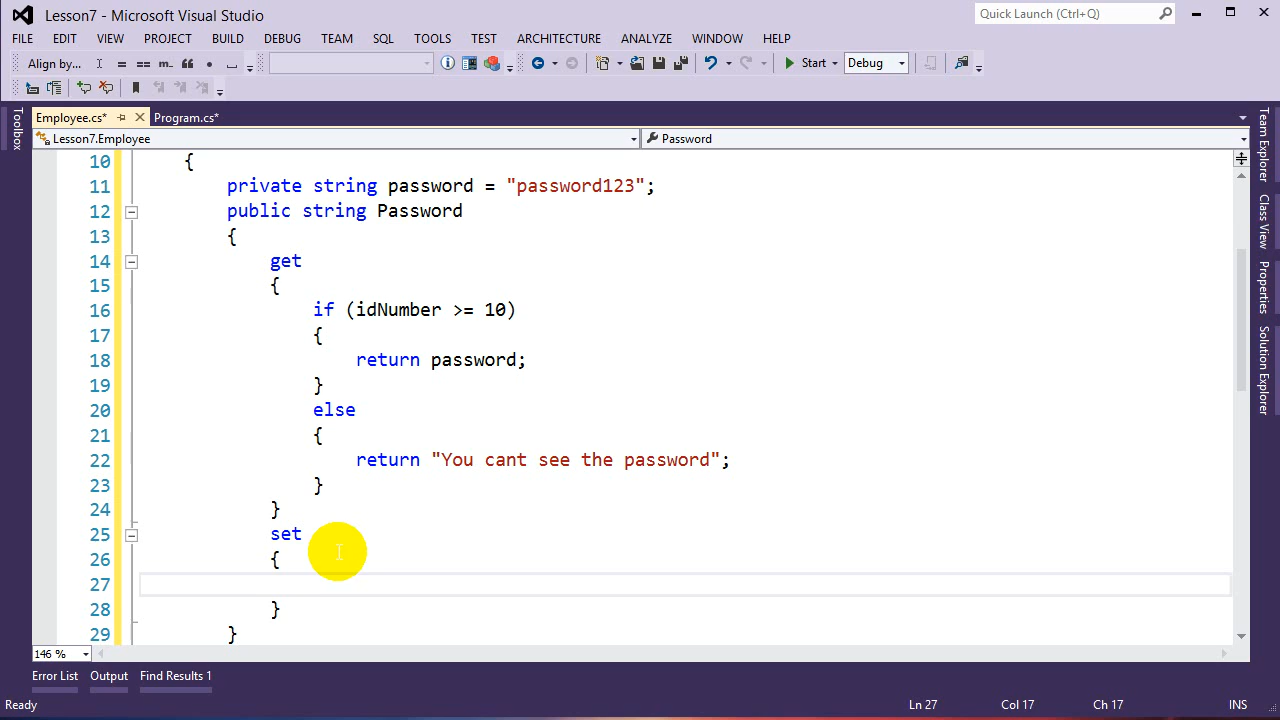 Lesson7 - Microsoft Visual Studio
Quick Launch (Ctrl+Q)
FILE EDIT VIEW PROJECT BUILD DEBUG TEAM SQL TOOLS TEST ARCHITECTURE ANALYZE WINDOW HELP
Align by... = == m.. Start Debug
Employee.cs* Program.cs*
Lesson7.Employee Password
10 {
11 private string password = "password123";
12 public string Password
13 {
14 get
15 {
16 if (idNumber >= 10)
17 {
18 return password;
19 }
20 else
21 {
22 return "You cant see the password";
23 }
24 }
25 set
26 {
27
28 }
29 }
146 %
Error List Output Find Results 1
Ready Ln 27 Col 17 Ch 17 INS
Toolbox
Team Explorer
Class View
Properties
Solution Explorer